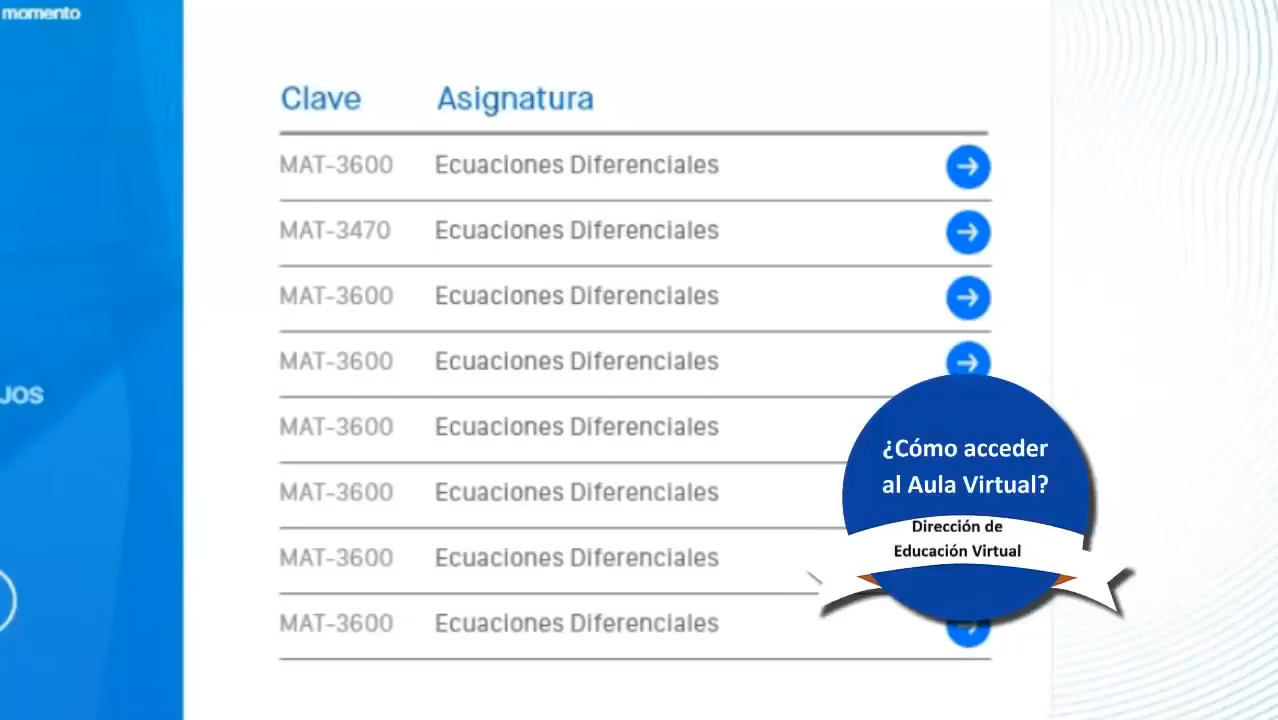 momento
Clave Asignatura
MAT-3600 Ecuaciones Diferenciales
MAT-3470 Ecuaciones Diferenciales
MAT-3600 Ecuaciones Diferenciales
MAT-3600 Ecuaciones Diferenciales
JOS
MAT-3600 Ecuaciones Diferenciales
MAT-3600 Ecuaciones Diferenciales
MAT-3600 Ecuaciones Diferenciales
MAT-3600 Ecuaciones Diferenciales
¿Cómo acceder
al Aula Virtual?
Dirección de
Educación Virtual